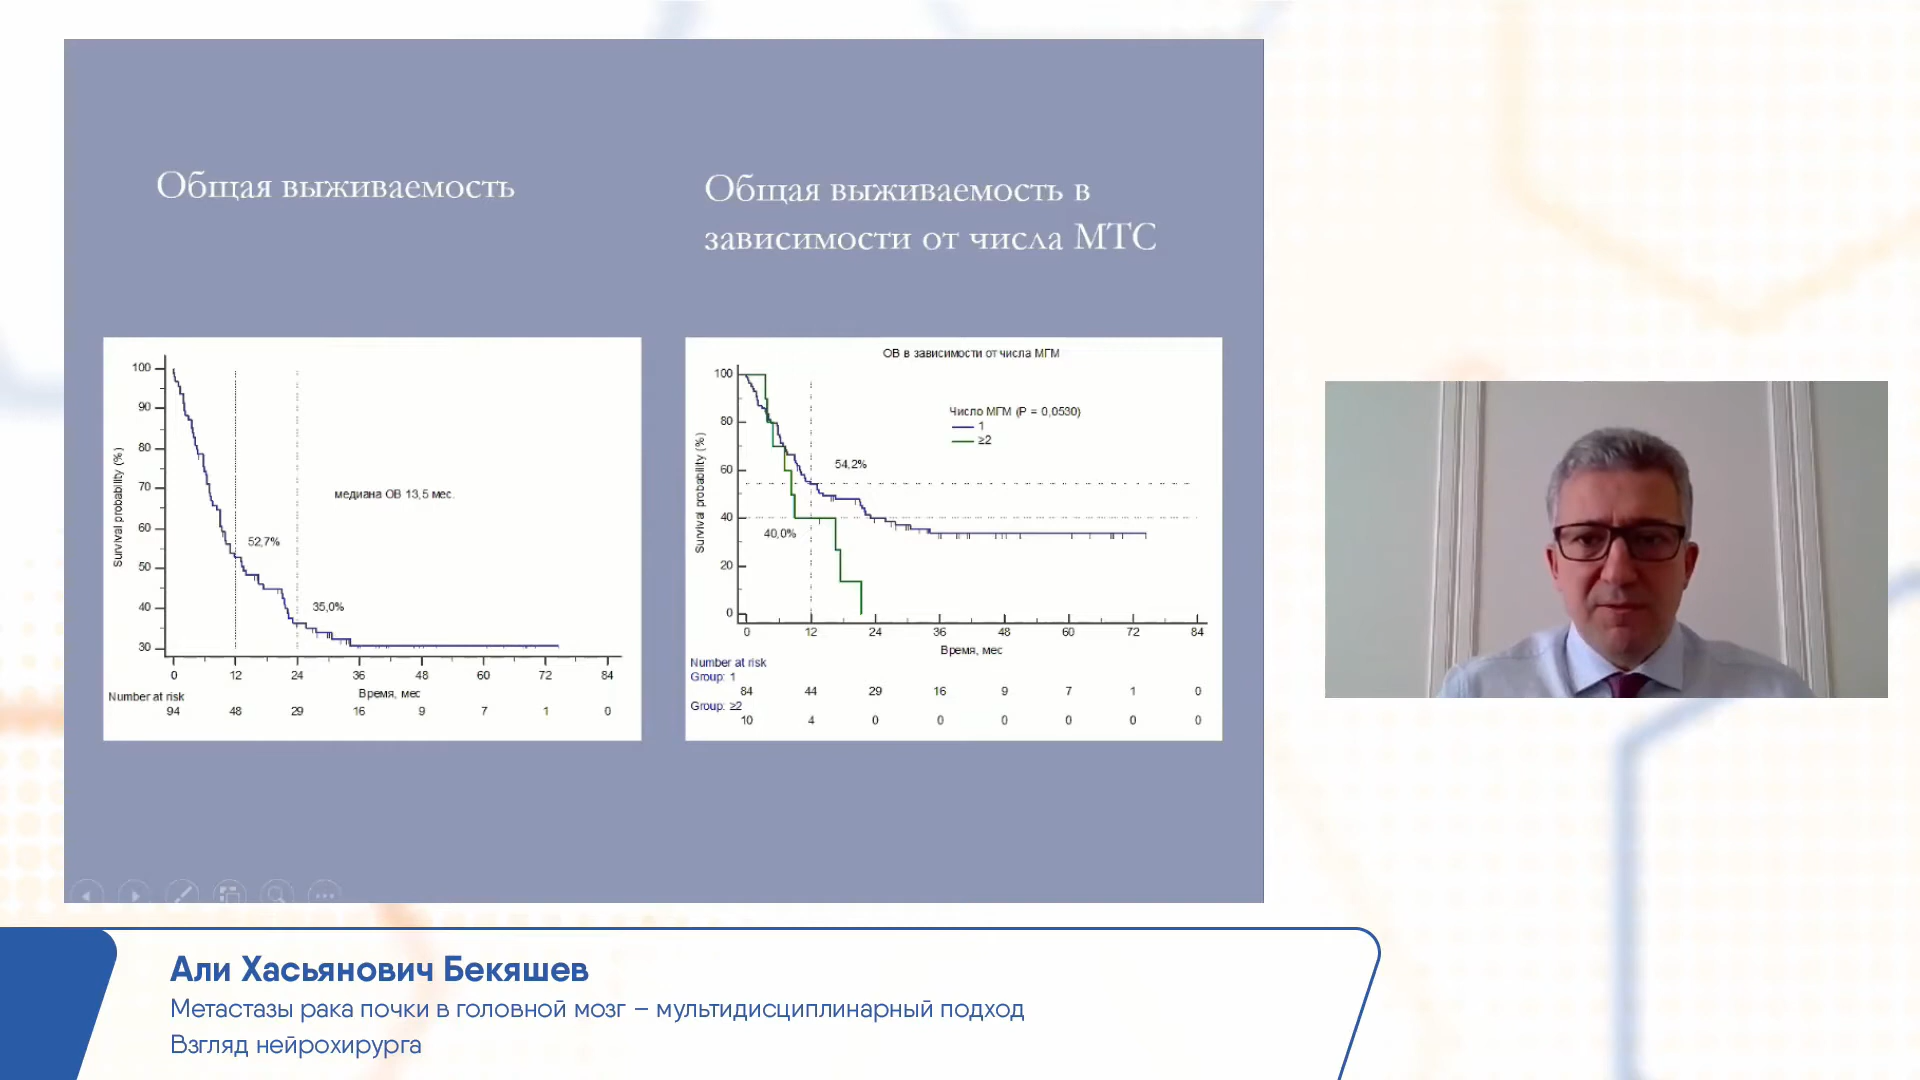 Общая выживаемость
Общая выживаемость в
зависимости от числа МТС
100
90
80
70
60
50
40
30
Survival probability (%)
медиана ОВ 13,5 мес.
52,7%
35,0%
0 12 24 36 48 60 72 84
Время, мес
Number at risk
94 48 29 16 9 7 1 0
ОВ в зависимости от числа МГМ
100
80
60
40
20
0
Survival probability (%)
Число МГМ (P = 0,0530)
1
≥2
54,2%
40,0%
0 12 24 36 48 60 72 84
Время, мес
Number at risk
Group: 1
84 44 29 16 9 7 1 0
Group: ≥2
10 4 0 0 0 0 0 0
Али Хасьянович Бекяшев
Метастазы рака почки в головной мозг – мультидисциплинарный подход
Взгляд нейрохирурга